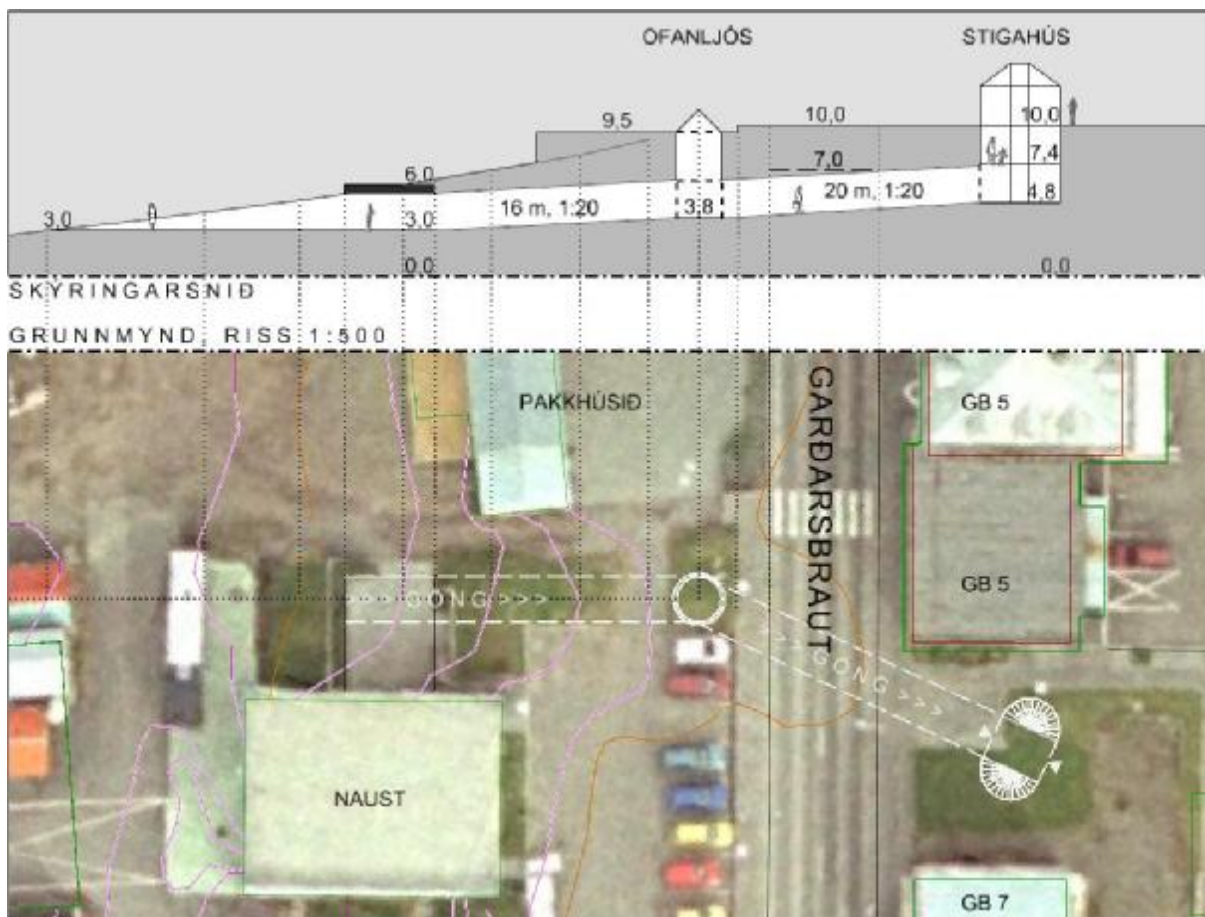 OFANLJÓS STIGAHÚS
9,5 10,0 10,0
7,0 7,4
6,0
3,0 3,0 16 m, 1:20 3,8 20 m, 1:20 4,8
0,0 0,0
SKÝRINGARSNIÐ
GRUNNMYND, RISS 1:500
PAKKHÚSIÐ
GARÐARSBRAUT
GB 5
GB 5
GÖNG >>>
>>> GÖNG >>>
NAUST
GB 7